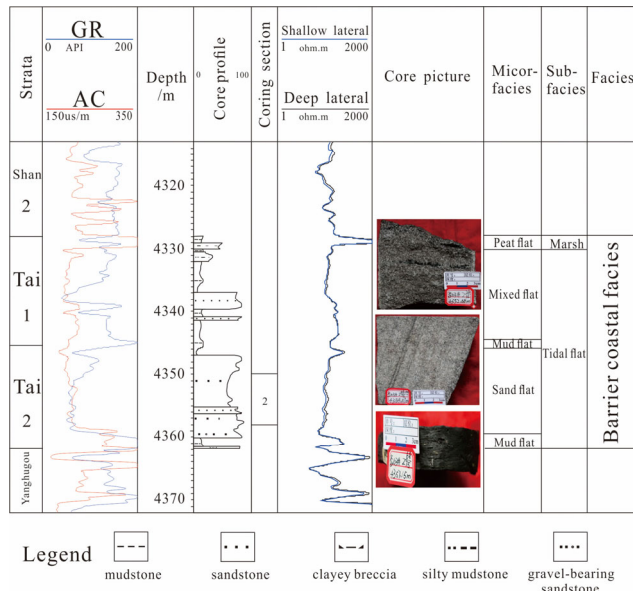 Strata
GR
0 API 200
AC
150us/m 350
Depth
/m
Core profile
0 100
Coring section
Shallow lateral
1 ohm.m 2000
Deep lateral
1 ohm.m 2000
Core picture
Micor-
facies
Sub-
facies
Facies
Shan
2
Tai
1
Tai
2
Yanghugou
4320
4330
4340
4350
4360
4370
2
Peat flat
Mixed flat
Mud flat
Sand flat
Mud flat
Marsh
Tidal flat
Barrier coastal facies
Legend
mudstone
sandstone
clayey breccia
silty mudstone
gravel-bearing
sandstone